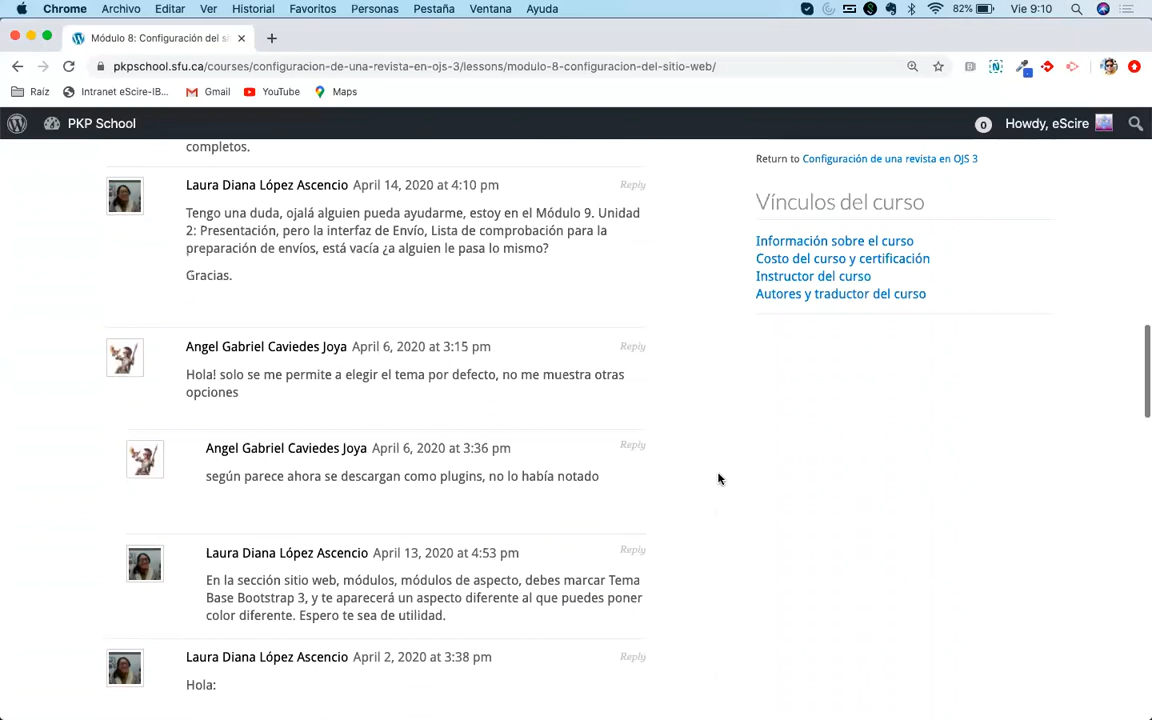 Chrome Archivo Editar Ver Historial Favoritos Personas Pestaña Ventana Ayuda 82% Vie 9:10
Módulo 8: Configuración del si
pkpschool.sfu.ca/courses/configuracion-de-una-revista-en-ojs-3/lessons/modulo-8-configuracion-del-sitio-web/
Raíz Intranet eScire-IB... Gmail YouTube Maps
PKP School 0 Howdy, eScire
completos.
Laura Diana López Ascencio April 14, 2020 at 4:10 pm Reply
Tengo una duda, ojalá alguien pueda ayudarme, estoy en el Módulo 9. Unidad
2: Presentación, pero la interfaz de Envío, Lista de comprobación para la
preparación de envíos, está vacía ¿a alguien le pasa lo mismo?
Gracias.
Angel Gabriel Caviedes Joya April 6, 2020 at 3:15 pm Reply
Hola! solo se me permite a elegir el tema por defecto, no me muestra otras
opciones
Angel Gabriel Caviedes Joya April 6, 2020 at 3:36 pm Reply
según parece ahora se descargan como plugins, no lo había notado
Laura Diana López Ascencio April 13, 2020 at 4:53 pm Reply
En la sección sitio web, módulos, módulos de aspecto, debes marcar Tema
Base Bootstrap 3, y te aparecerá un aspecto diferente al que puedes poner
color diferente. Espero te sea de utilidad.
Laura Diana López Ascencio April 2, 2020 at 3:38 pm Reply
Hola:
Return to Configuración de una revista en OJS 3
Vínculos del curso
Información sobre el curso
Costo del curso y certificación
Instructor del curso
Autores y traductor del curso